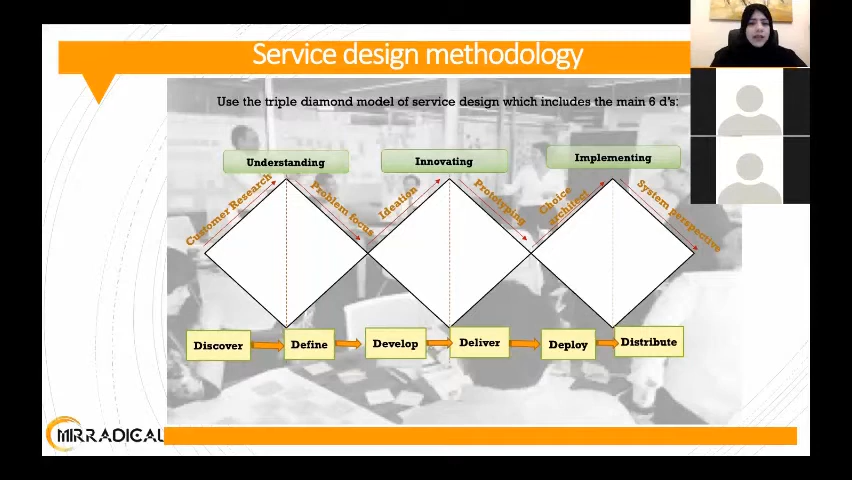 Service design methodology
Use the triple diamond model of service design which includes the main 6 d's:
Understanding
Innovating
Implementing
Customer Research
Problem focus
Ideation
Prototyping
Choice
architect
System perspective
Discover
Define
Develop
Deliver
Deploy
Distribute
MIRRADICAL